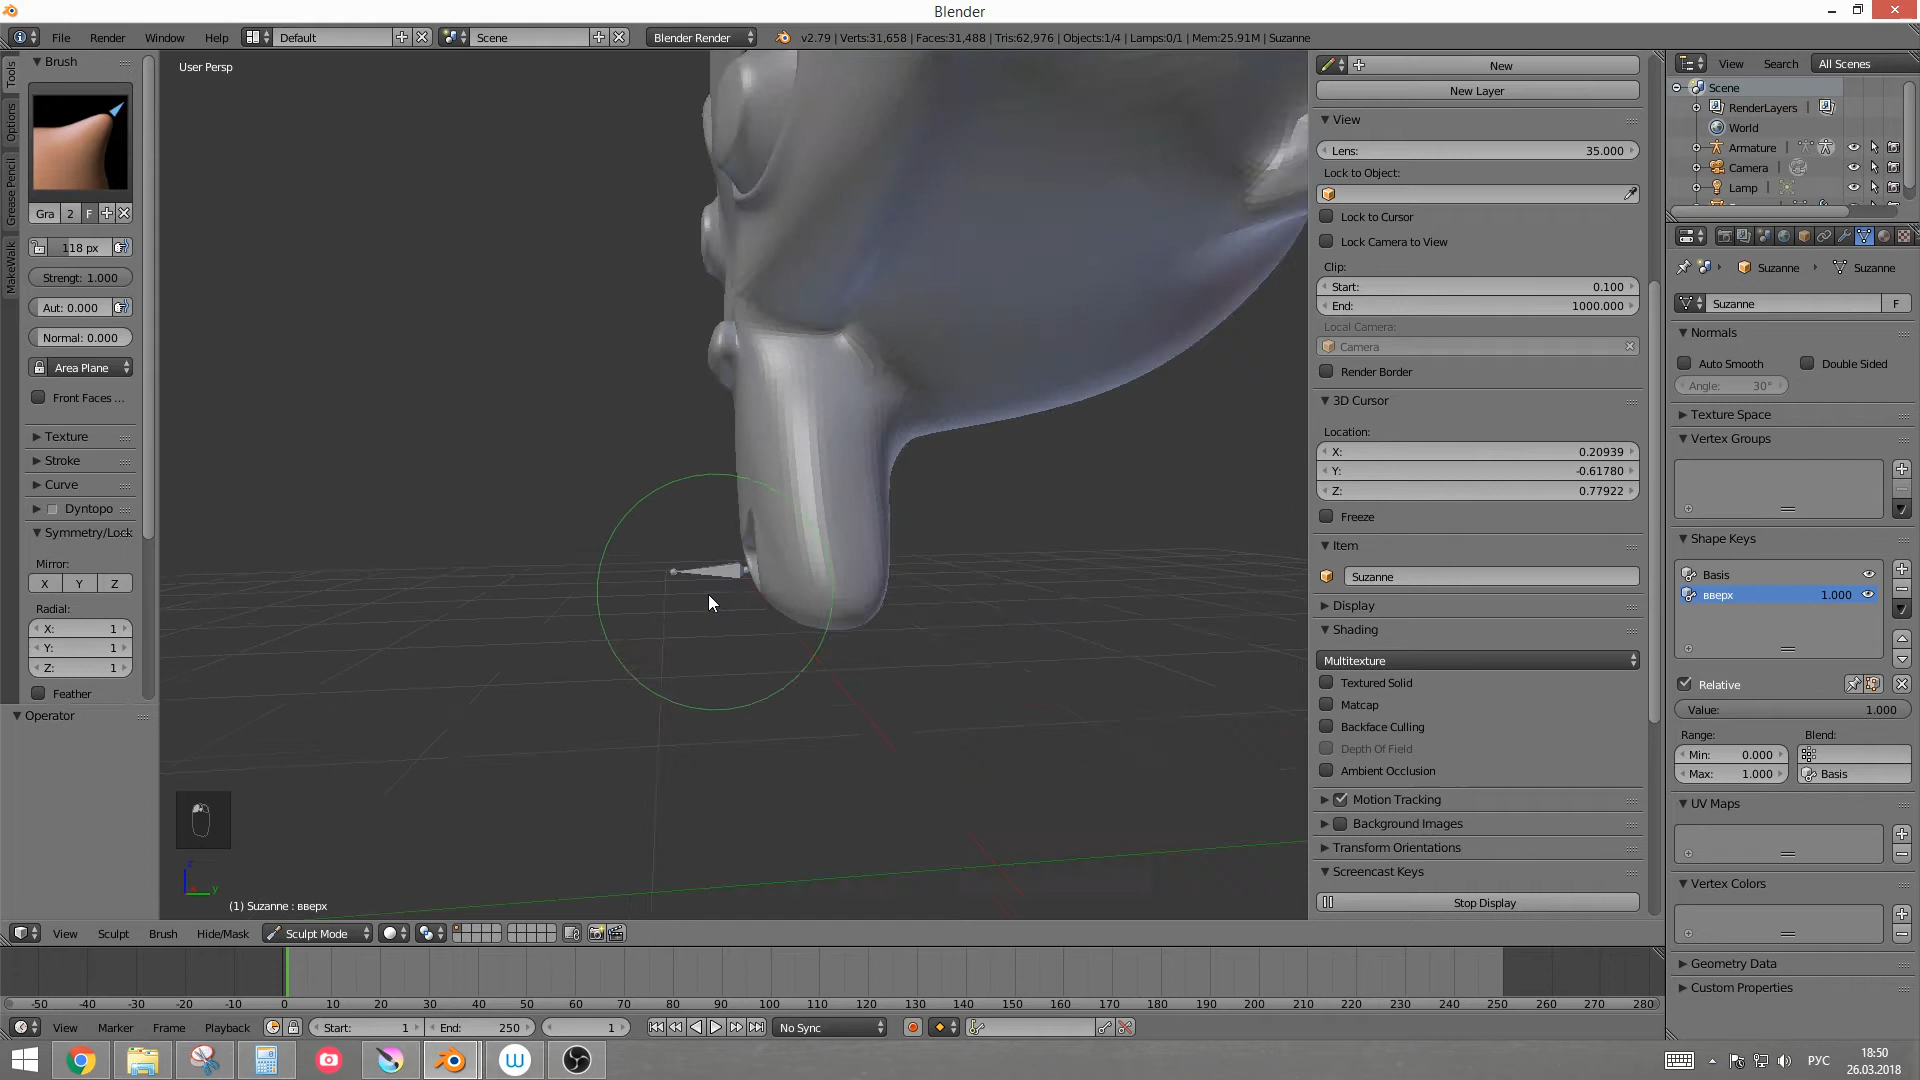 Blender
File Render Window Help Default Scene Blender Render v2.79 | Verts:31,658 | Faces:31,488 | Tris:62,976 | Objects:1/4 | Lamps:0/1 | Mem:25.91M | Suzanne
Tools
Options
Grease Pencil
MakeWalk
Brush
Gra 2 F
118 px
Strengt: 1.000
Aut: 0.000
Normal: 0.000
Area Plane
Front Faces ...
Texture
Stroke
Curve
Dyntopo
Symmetry/Lock
Mirror:
X Y Z
Radial:
X: 1
Y: 1
Z: 1
Feather
Operator
User Persp
z
y
(1) Suzanne : вверх
New
New Layer
View
Lens: 35.000
Lock to Object:
Lock to Cursor
Lock Camera to View
Clip:
Start: 0.100
End: 1000.000
Local Camera:
Camera
Render Border
3D Cursor
Location:
X: 0.20939
Y: -0.61780
Z: 0.77922
Freeze
Item
Suzanne
Display
Shading
Multitexture
Textured Solid
Matcap
Backface Culling
Depth Of Field
Ambient Occlusion
Motion Tracking
Background Images
Transform Orientations
Screencast Keys
Stop Display
View Search All Scenes
Scene
RenderLayers
World
Armature
Camera
Lamp
Suzanne Suzanne
Suzanne F
Normals
Auto Smooth Double Sided
Angle: 30°
Texture Space
Vertex Groups
Shape Keys
Basis
вверх 1.000
Relative
Value: 1.000
Range: Blend:
Min: 0.000
Max: 1.000 Basis
UV Maps
Vertex Colors
Geometry Data
Custom Properties
View Sculpt Brush Hide/Mask Sculpt Mode
-50 -40 -30 -20 -10 0 10 20 30 40 50 60 70 80 90 100 110 120 130 140 150 160 170 180 190 200 210 220 230 240 250 260 270 280
View Marker Frame Playback Start: 1 End: 250 1 No Sync
РУС
18:50
26.03.2018